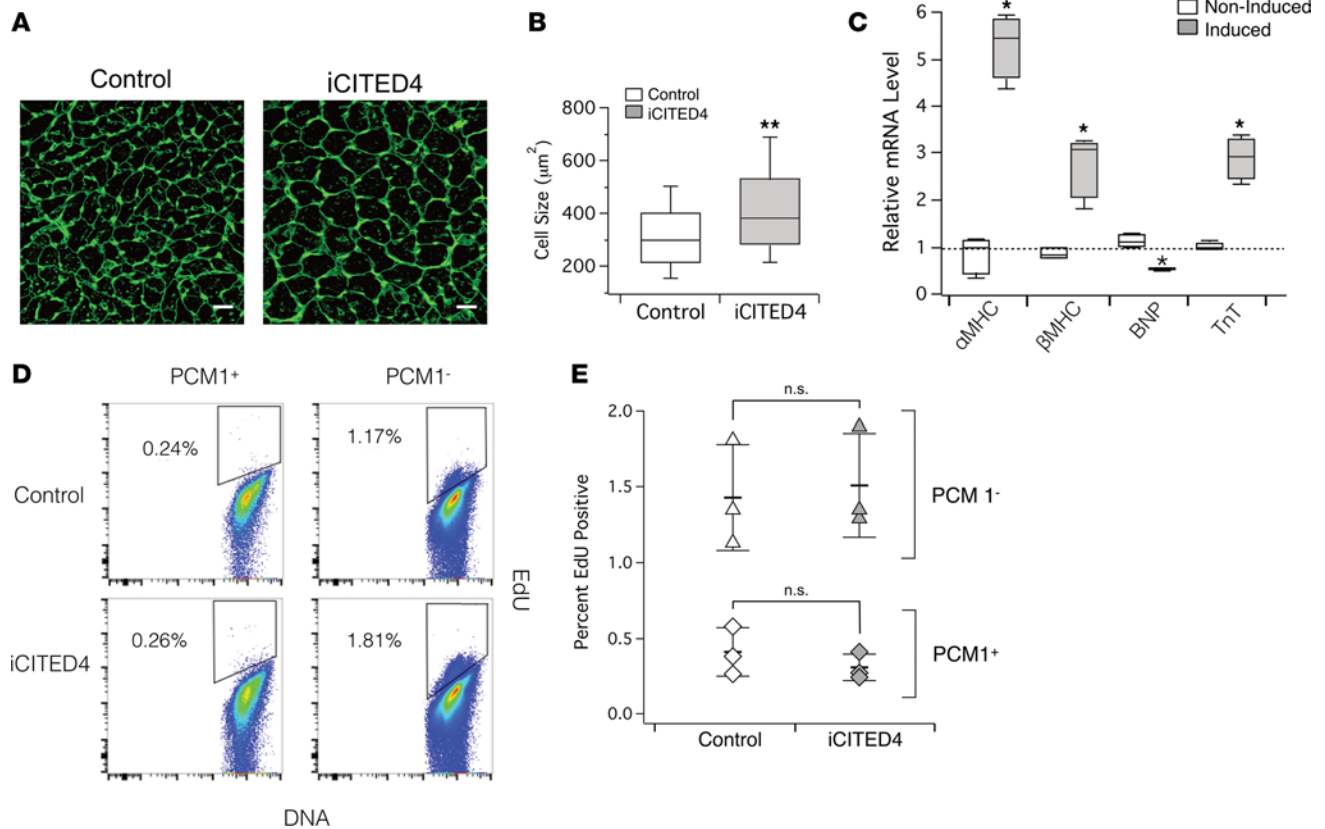 A
Control
iCITED4
B
Cell Size (μm²)
800
600
400
200
Control
iCITED4
**
Control
iCITED4
C
Relative mRNA Level
6
5
4
3
2
1
0
Non-Induced
Induced
*
*
*
*
αMHC
βMHC
BNP
TnT
D
PCM1⁺
PCM1⁻
Control
0.24%
1.17%
iCITED4
0.26%
1.81%
EdU
DNA
E
Percent EdU Positive
2.0
1.5
1.0
0.5
0.0
n.s.
n.s.
PCM 1⁻
PCM1⁺
Control
iCITED4